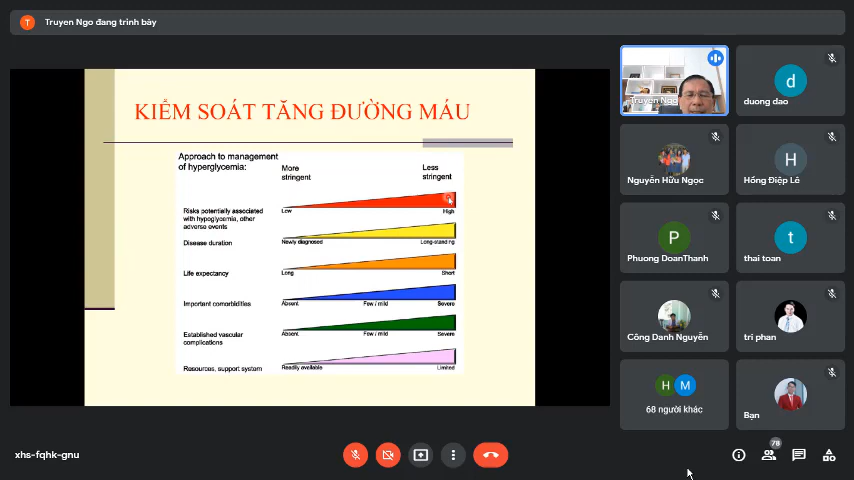 T
Truyen Ngo đang trình bày
KIỂM SOÁT TĂNG ĐƯỜNG MÁU
Approach to management
of hyperglycemia:
More
stringent
Less
stringent
Risks potentially associated
with hypoglycemia, other
adverse events
Low
High
Disease duration
Newly diagnosed
Long-standing
Life expectancy
Long
Short
Important comorbidities
Absent
Few / mild
Severe
Established vascular
complications
Absent
Few / mild
Severe
Resources, support system
Readily available
Limited
Truyen Ngo
d
duong dao
Nguyễn Hữu Ngọc
H
Hồng Điệp Lê
P
Phuong DoanThanh
t
thai toan
Công Danh Nguyễn
tri phan
H M
68 người khác
Bạn
xhs-fqhk-gnu
78